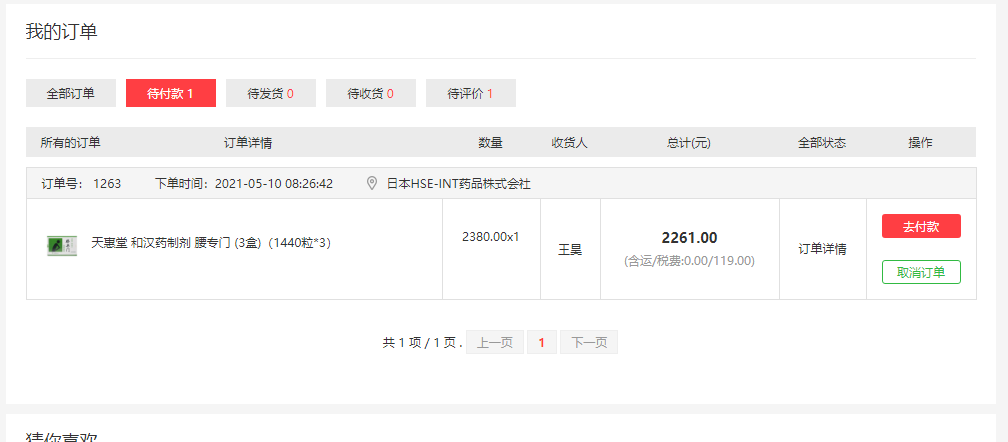 我的订单
全部订单 待付款 1 待发货 0 待收货 0 待评价 1
所有的订单 订单详情 数量 收货人 总计(元) 全部状态 操作
订单号： 1263 下单时间：2021-05-10 08:26:42 日本HSE-INT药品株式会社
天惠堂 和汉药制剂 腰专门 (3盒)（1440粒*3） 2380.00x1 王昊 2261.00 (含运/税费:0.00/119.00) 订单详情 去付款
取消订单
共 1 项 / 1 页 . 上一页 1 下一页
猜你喜欢